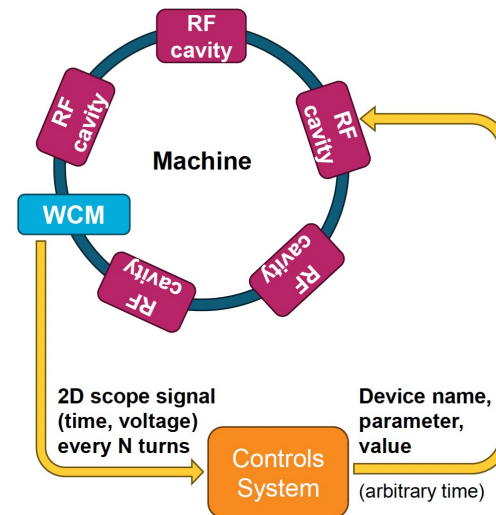 RF
cavity
RF
cavity
RF
cavity
Machine
WCM
RF
cavity
RF
cavity
2D scope signal
(time, voltage)
every N turns
Device name,
parameter,
value
Controls
System
(arbitrary time)